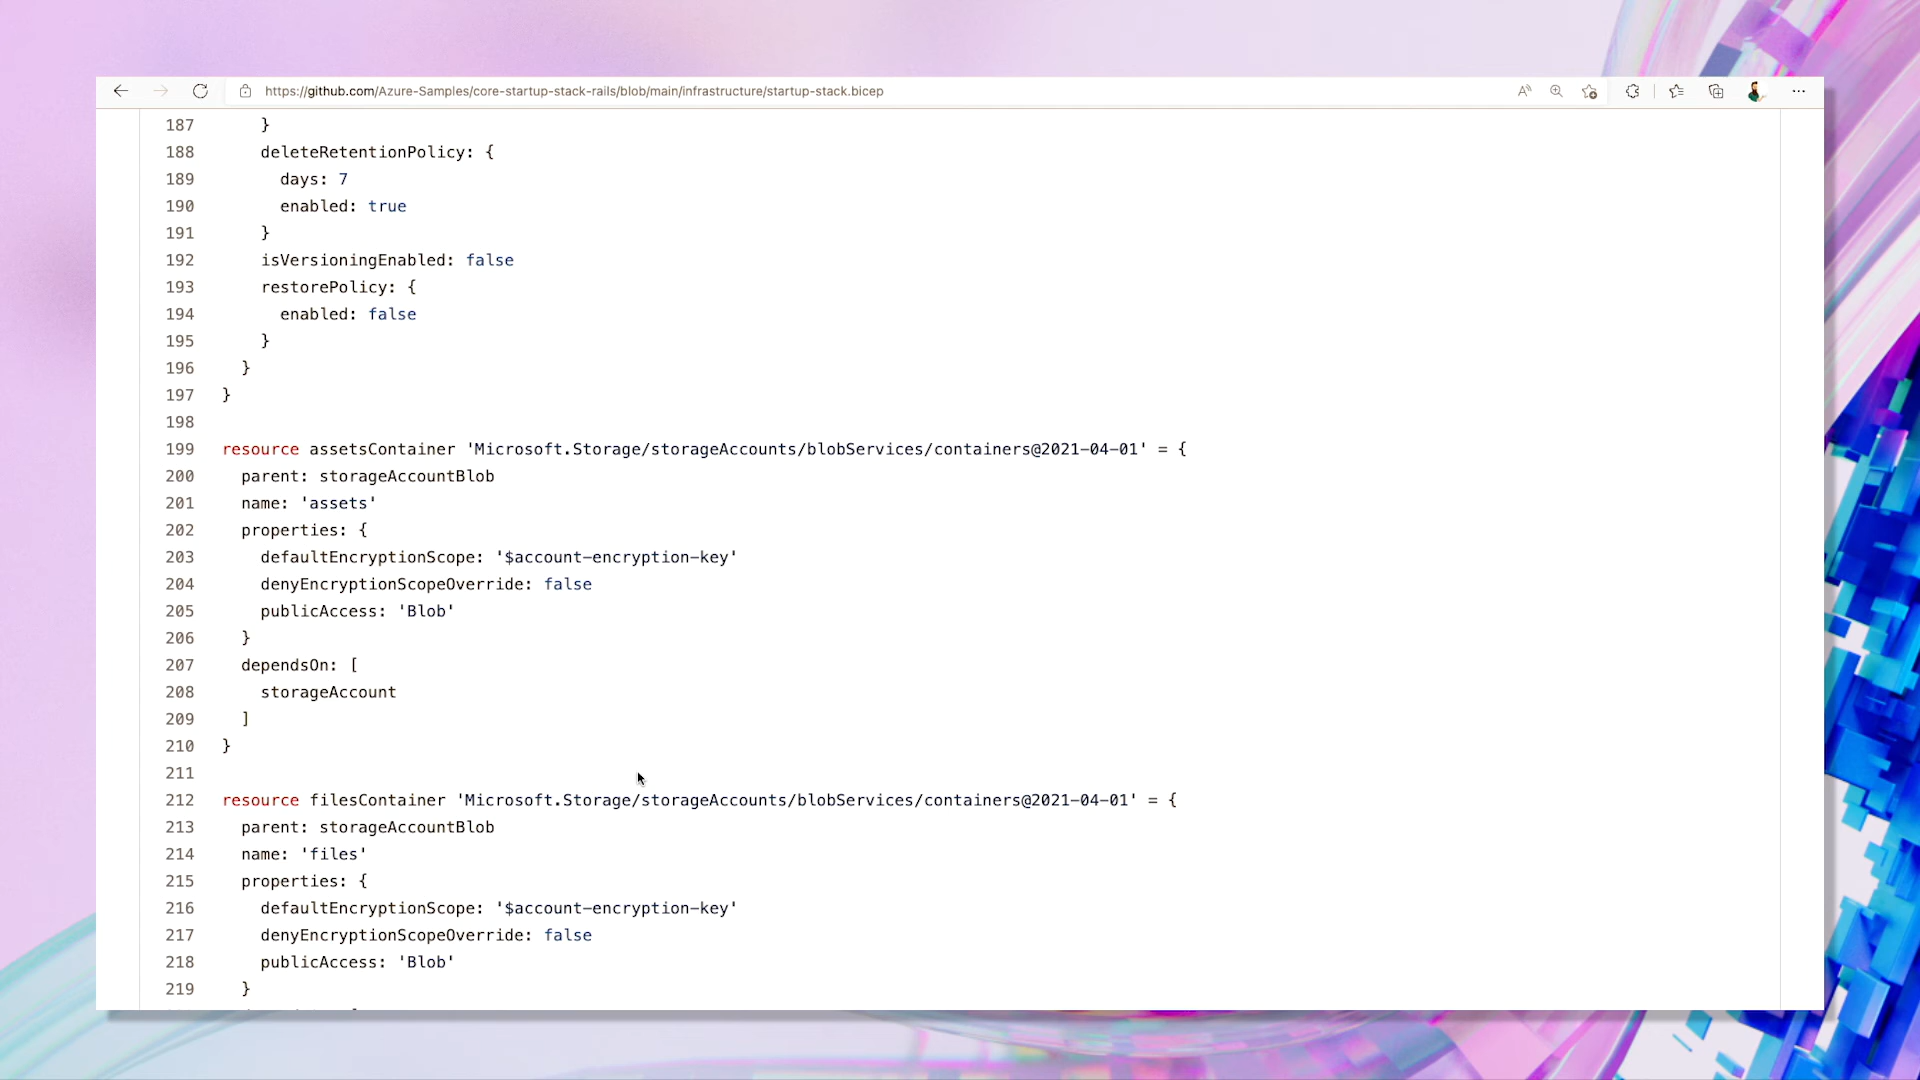 https://github.com/Azure-Samples/core-startup-stack-rails/blob/main/infrastructure/startup-stack.bicep
187 }
188 deleteRetentionPolicy: {
189 days: 7
190 enabled: true
191 }
192 isVersioningEnabled: false
193 restorePolicy: {
194 enabled: false
195 }
196 }
197 }
198
199 resource assetsContainer 'Microsoft.Storage/storageAccounts/blobServices/containers@2021-04-01' = {
200 parent: storageAccountBlob
201 name: 'assets'
202 properties: {
203 defaultEncryptionScope: '$account-encryption-key'
204 denyEncryptionScopeOverride: false
205 publicAccess: 'Blob'
206 }
207 dependsOn: [
208 storageAccount
209 ]
210 }
211
212 resource filesContainer 'Microsoft.Storage/storageAccounts/blobServices/containers@2021-04-01' = {
213 parent: storageAccountBlob
214 name: 'files'
215 properties: {
216 defaultEncryptionScope: '$account-encryption-key'
217 denyEncryptionScopeOverride: false
218 publicAccess: 'Blob'
219 }